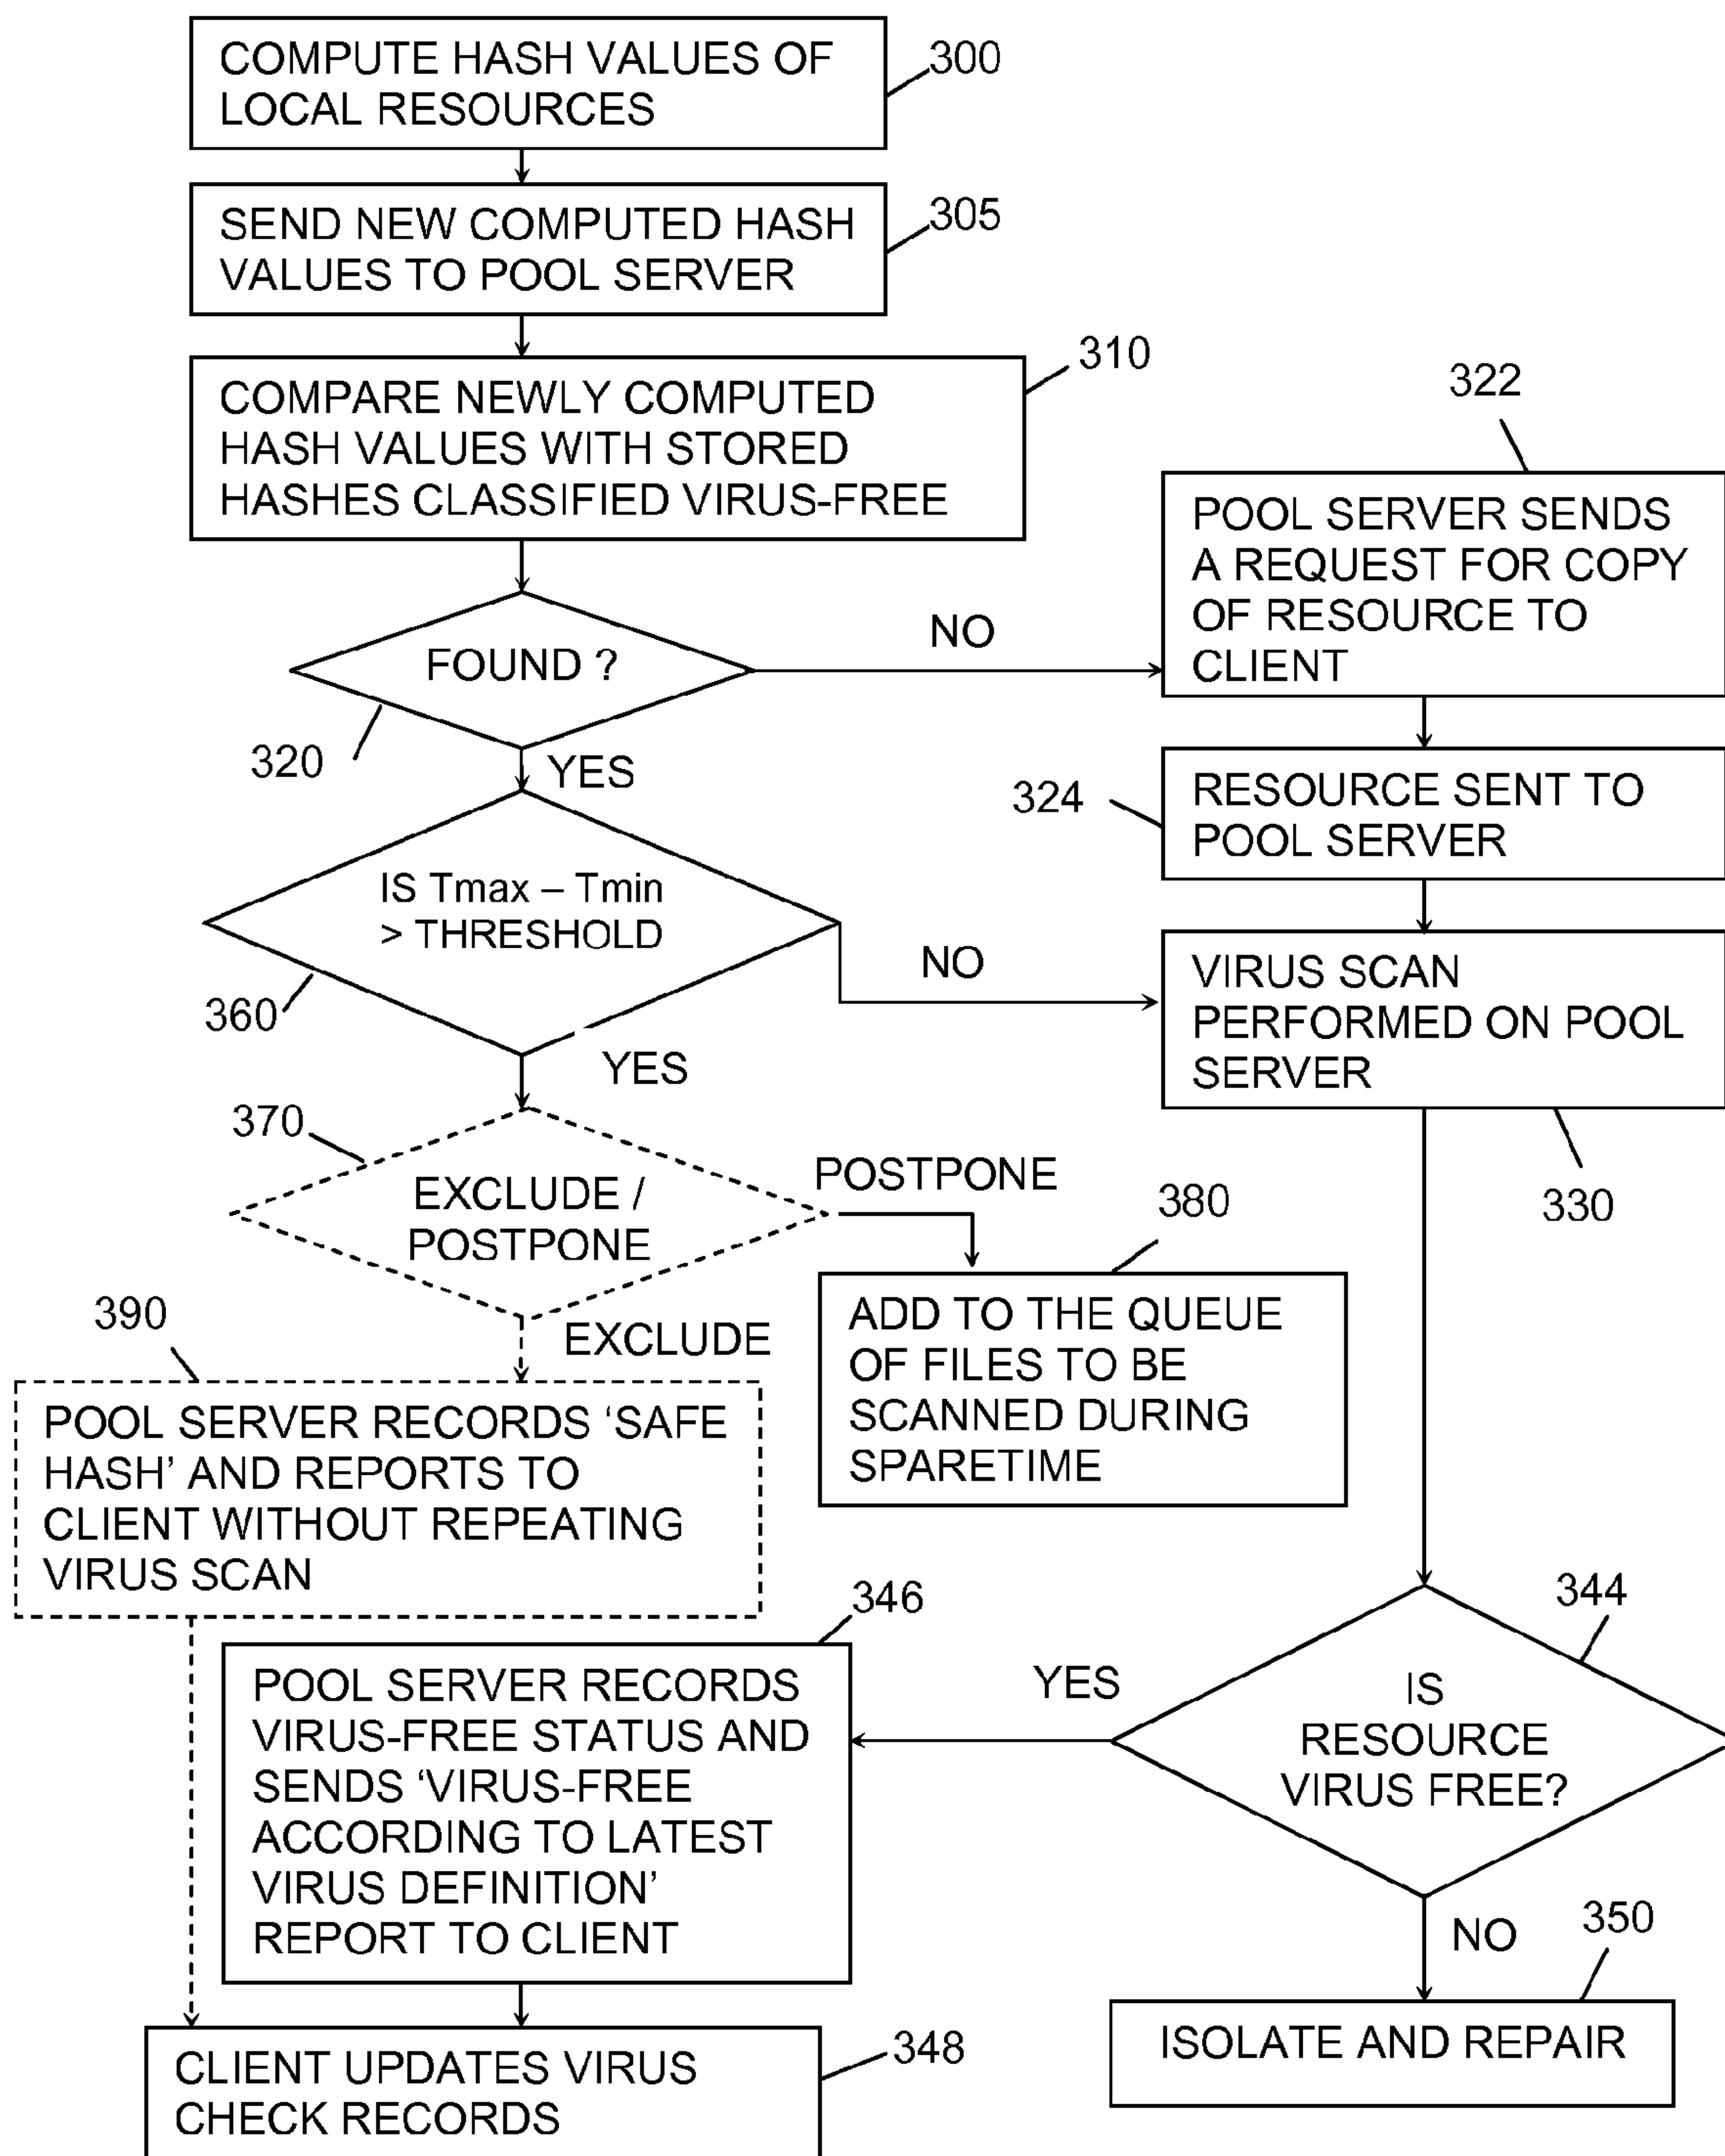 COMPUTE HASH VALUES OF
LOCAL RESOURCES
300
SEND NEW COMPUTED HASH
VALUES TO POOL SERVER
305
COMPARE NEWLY COMPUTED
HASH VALUES WITH STORED
HASHES CLASSIFIED VIRUS-FREE
310
322
POOL SERVER SENDS
A REQUEST FOR COPY
OF RESOURCE TO
CLIENT
FOUND ?
NO
320
YES
324
RESOURCE SENT TO
POOL SERVER
IS Tmax – Tmin
> THRESHOLD
NO
360
YES
VIRUS SCAN
PERFORMED ON POOL
SERVER
330
370
EXCLUDE /
POSTPONE
POSTPONE
380
ADD TO THE QUEUE
OF FILES TO BE
SCANNED DURING
SPARETIME
EXCLUDE
390
POOL SERVER RECORDS ‘SAFE
HASH’ AND REPORTS TO
CLIENT WITHOUT REPEATING
VIRUS SCAN
344
IS
RESOURCE
VIRUS FREE?
YES
346
POOL SERVER RECORDS
VIRUS-FREE STATUS AND
SENDS ‘VIRUS-FREE
ACCORDING TO LATEST
VIRUS DEFINITION’
REPORT TO CLIENT
NO
350
ISOLATE AND REPAIR
348
CLIENT UPDATES VIRUS
CHECK RECORDS